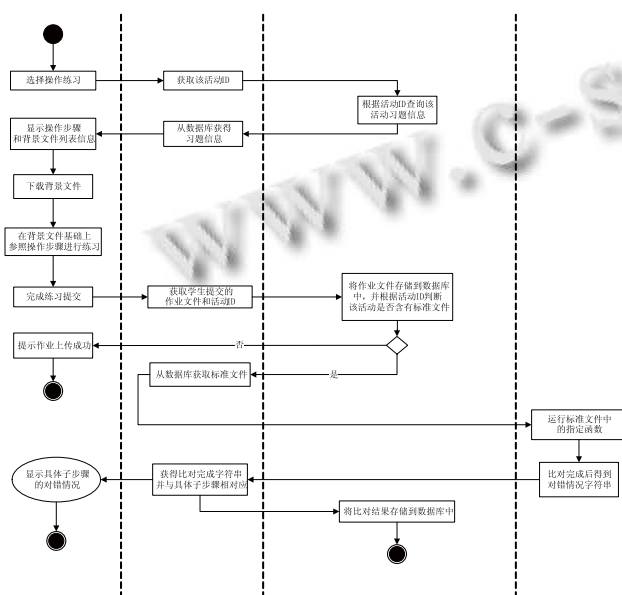 选择操作练习
获取该活动ID
根据活动ID查询该
活动习题信息
显示操作步骤
和背景文件列表信息
从数据库获得
习题信息
下载背景文件
在背景文件基础上
参照操作步骤进行练习
完成练习提交
获取学生提交的
作业文件和活动ID
将作业文件存储到数据库
中，并根据活动ID判断
该活动是否含有标准文件
提示作业上传成功
否
从数据库获取标准文件
是
运行标准文件中
的指定函数
显示具体子步骤
的对错情况
获得比对完成字符串
并与具体子步骤相对应
比对完成后得到
对错情况字符串
将比对结果存储到数据库中
www.c-s